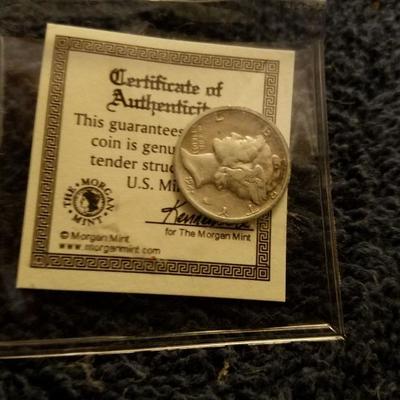 Certificate of
Authenticit
This guarantees
coin is genu
tender struc
U.S. Mi
THE MORGAN MINT
© Morgan Mint
www.morganmint.com
for The Morgan Mint